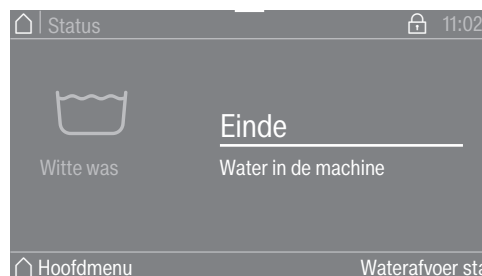 Status 11:02
Einde
Witte was
Water in de machine
Hoofdmenu Waterafvoer sta